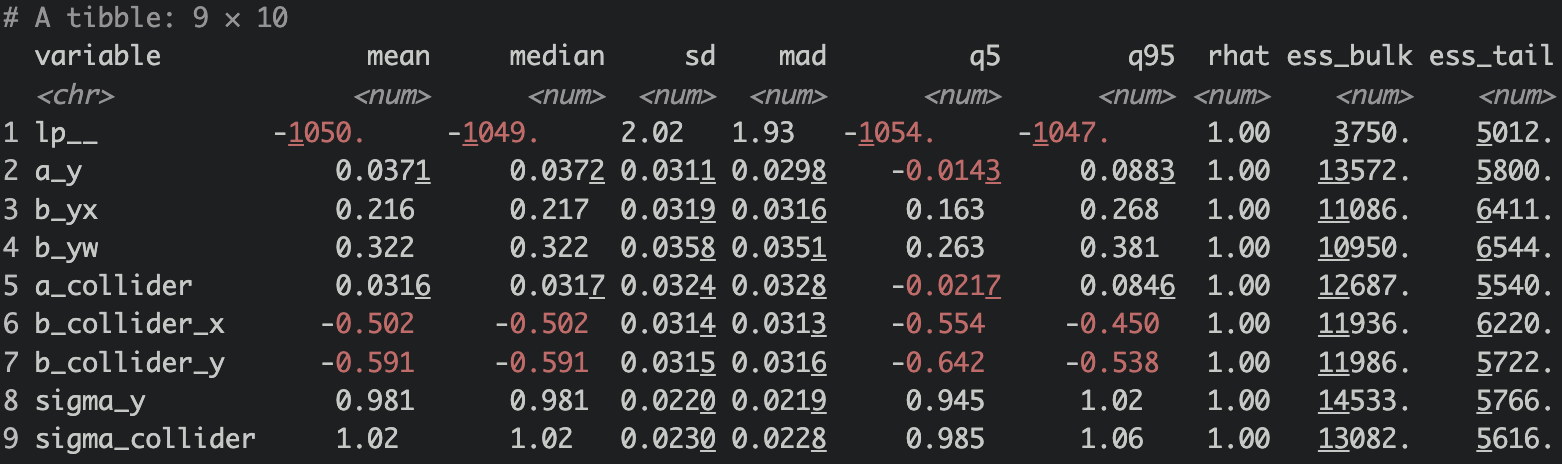 # A tibble: 9 × 10
variable mean median sd mad q5 q95 rhat ess_bulk ess_tail
<chr> <num> <num> <num> <num> <num> <num> <num> <num> <num>
1 lp__ -1050. -1049. 2.02 1.93 -1054. -1047. 1.00 3750. 5012.
2 a_y 0.0371 0.0372 0.0311 0.0298 -0.0143 0.0883 1.00 13572. 5800.
3 b_yx 0.216 0.217 0.0319 0.0316 0.163 0.268 1.00 11086. 6411.
4 b_yw 0.322 0.322 0.0358 0.0351 0.263 0.381 1.00 10950. 6544.
5 a_collider 0.0316 0.0317 0.0324 0.0328 -0.0217 0.0846 1.00 12687. 5540.
6 b_collider_x -0.502 -0.502 0.0314 0.0313 -0.554 -0.450 1.00 11936. 6220.
7 b_collider_y -0.591 -0.591 0.0315 0.0316 -0.642 -0.538 1.00 11986. 5722.
8 sigma_y 0.981 0.981 0.0220 0.0219 0.945 1.02 1.00 14533. 5766.
9 sigma_collider 1.02 1.02 0.0230 0.0228 0.985 1.06 1.00 13082. 5616.